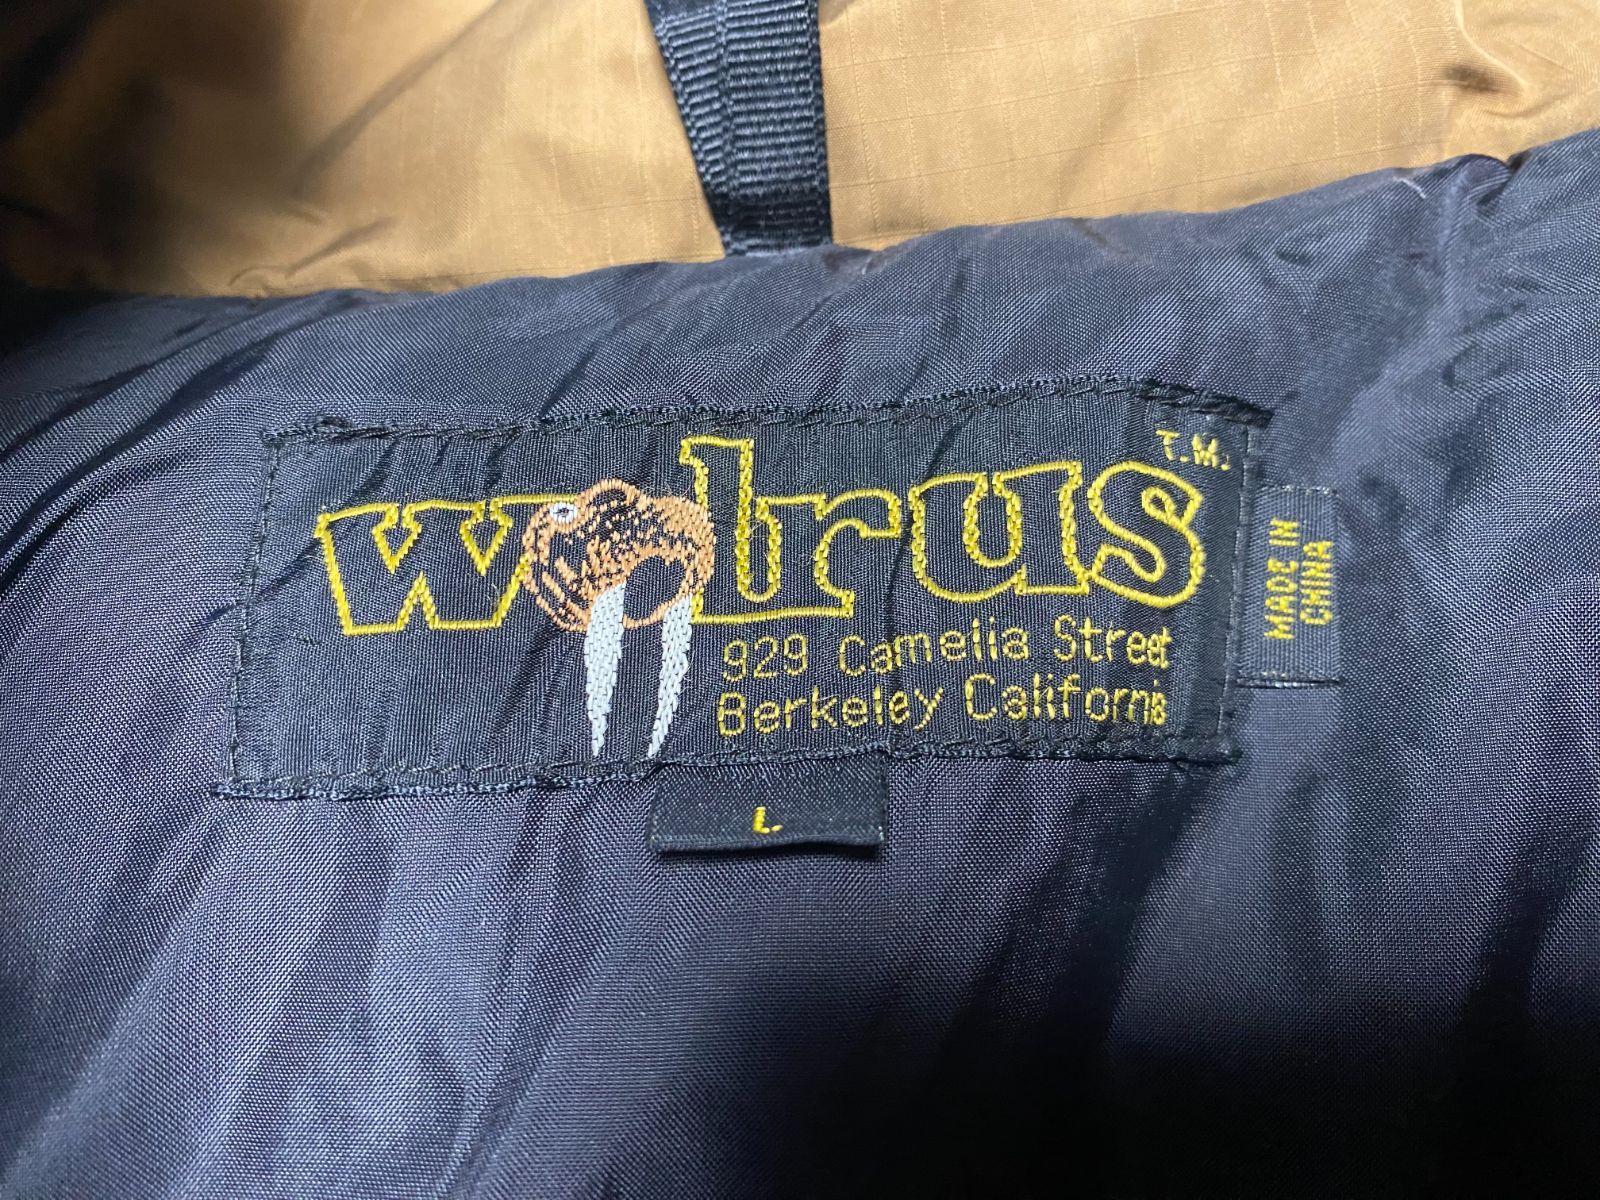 walrus T.M.
929 Camelia Street
Berkeley California
L
MADE IN
CHINA